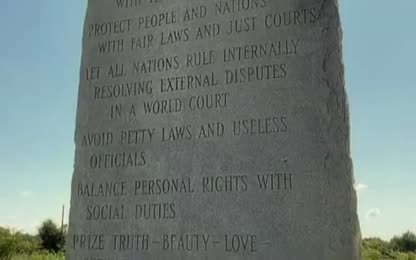 PROTECT PEOPLE AND NATIONS
WITH FAIR LAWS AND JUST COURTS
LET ALL NATIONS RULE INTERNALLY
RESOLVING EXTERNAL DISPUTES
IN A WORLD COURT
AVOID PETTY LAWS AND USELESS
OFFICIALS
BALANCE PERSONAL RIGHTS WITH
SOCIAL DUTIES
PRIZE TRUTH – BEAUTY – LOVE –